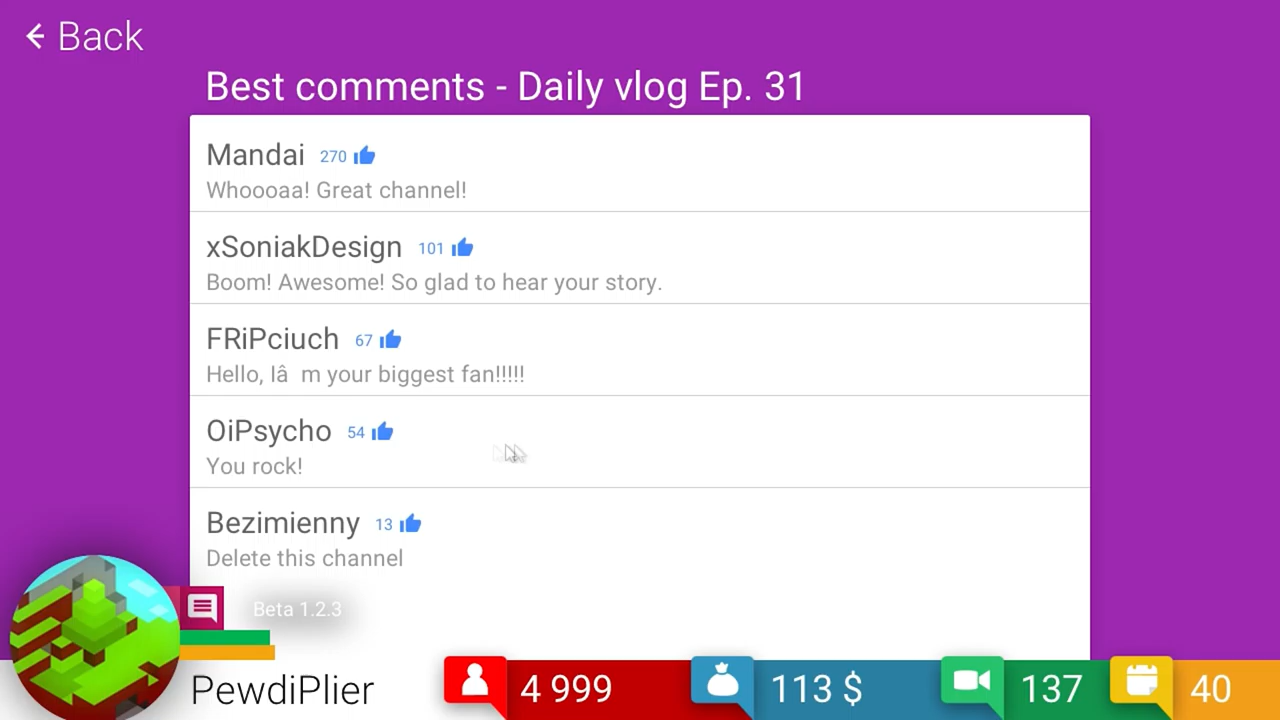 Back
Best comments - Daily vlog Ep. 31
Mandai 270
Whoooaa! Great channel!
xSoniakDesign 101
Boom! Awesome! So glad to hear your story.
FRiPciuch 67
Hello, Iâ m your biggest fan!!!!!
OiPsycho 54
You rock!
Bezimienny 13
Delete this channel
Beta 1.2.3
PewdiPlier 4 999 113 $ 137 40